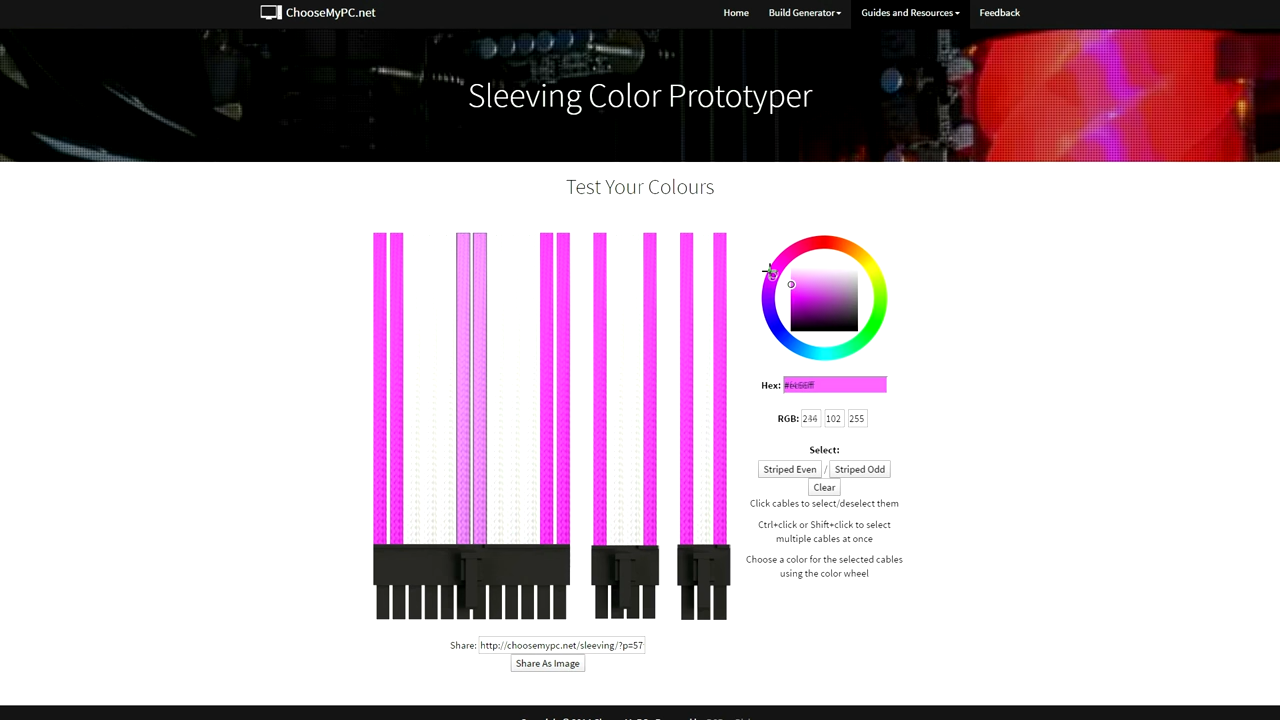 ChooseMyPC.net
Home
Build Generator
Guides and Resources
Feedback
Sleeving Color Prototyper
Test Your Colours
Hex:
RGB: 102 255
Select:
Striped Even / Striped Odd
Clear
Click cables to select/deselect them
Ctrl+click or Shift+click to select
multiple cables at once
Choose a color for the selected cables
using the color wheel
Share: http://choosemypc.net/sleeving/?p=57
Share As Image